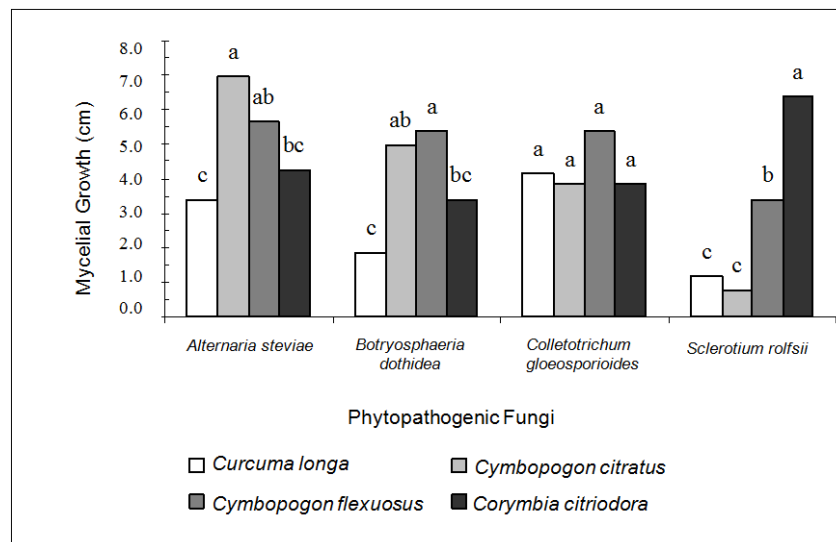 8.0
7.0
6.0
5.0
4.0
3.0
2.0
1.0
0.0
Mycelial Growth (cm)
c a ab bc
c ab a bc
a a a a
c c b a
Alternaria steviae
Botryosphaeria
dothidea
Colletotrichum
gloeosporioides
Sclerotium rolfsii
Phytopathogenic Fungi
Curcuma longa
Cymbopogon citratus
Cymbopogon flexuosus
Corymbia citriodora